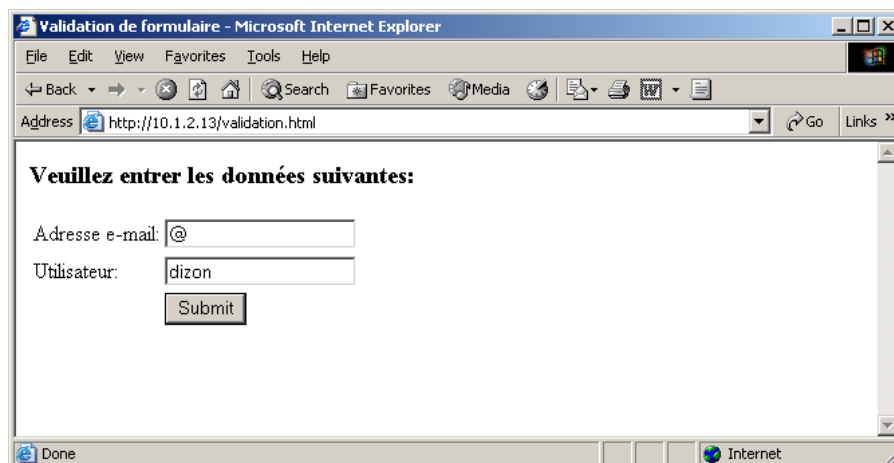 Validation de formulaire - Microsoft Internet Explorer
File Edit View Favorites Tools Help
Back Search Favorites Media
Address http://10.1.2.13/validation.html Go Links »
Veuillez entrer les données suivantes:
Adresse e-mail: @
Utilisateur: dizon
Submit
Done Internet